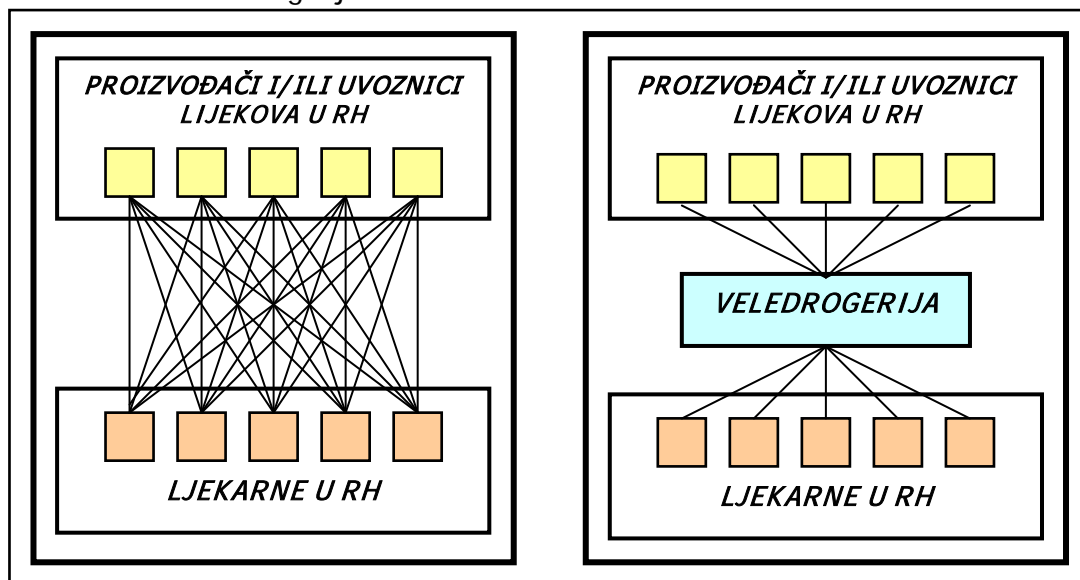 PROIZVOĐAČI I/ILI UVOZNICI
LIJEKOVA U RH
LJEKARNE U RH
PROIZVOĐAČI I/ILI UVOZNICI
LIJEKOVA U RH
VELEDROGERIJA
LJEKARNE U RH